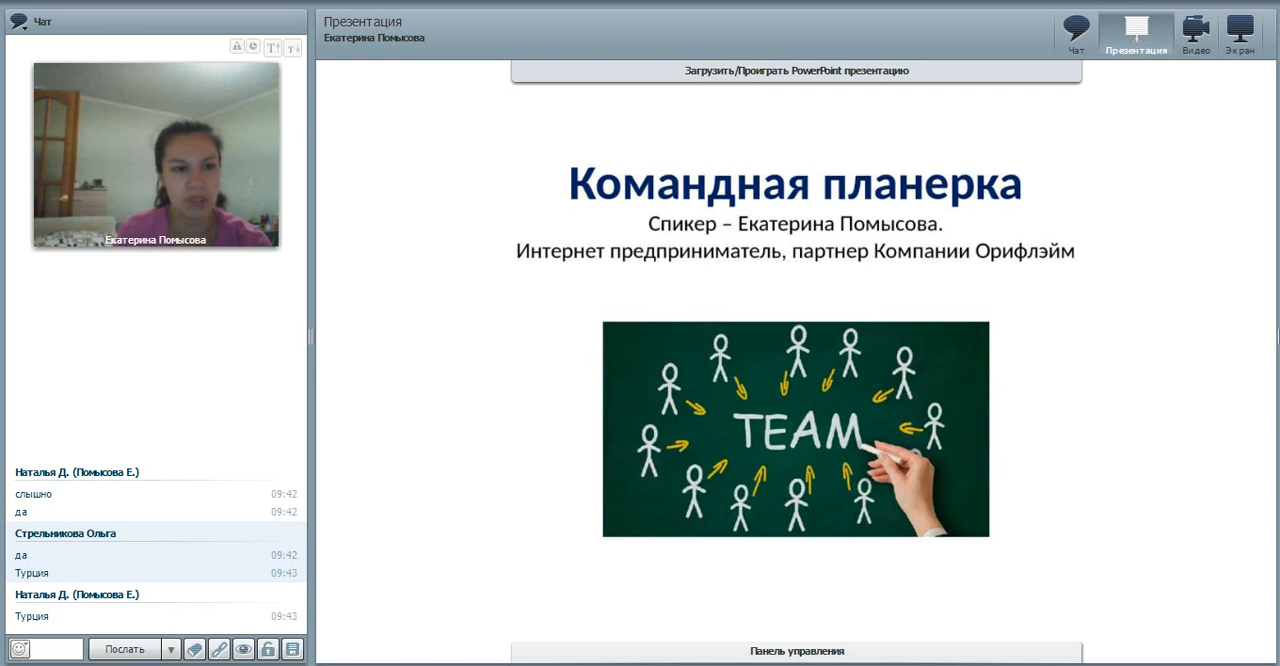 Чат
T↑ т↓
Екатерина Помысова
Наталья Д. (Помысова Е.)
слышно 09:42
да 09:42
Стрельникова Ольга
да 09:42
Турция 09:43
Наталья Д. (Помысова Е.)
Турция 09:43
Послать
Презентация
Екатерина Помысова
Чат
Презентация
Видео
Экран
Загрузить/Проиграть PowerPoint презентацию
Командная планерка
Спикер – Екатерина Помысова.
Интернет предприниматель, партнер Компании Орифлэйм
TEAM
Панель управления